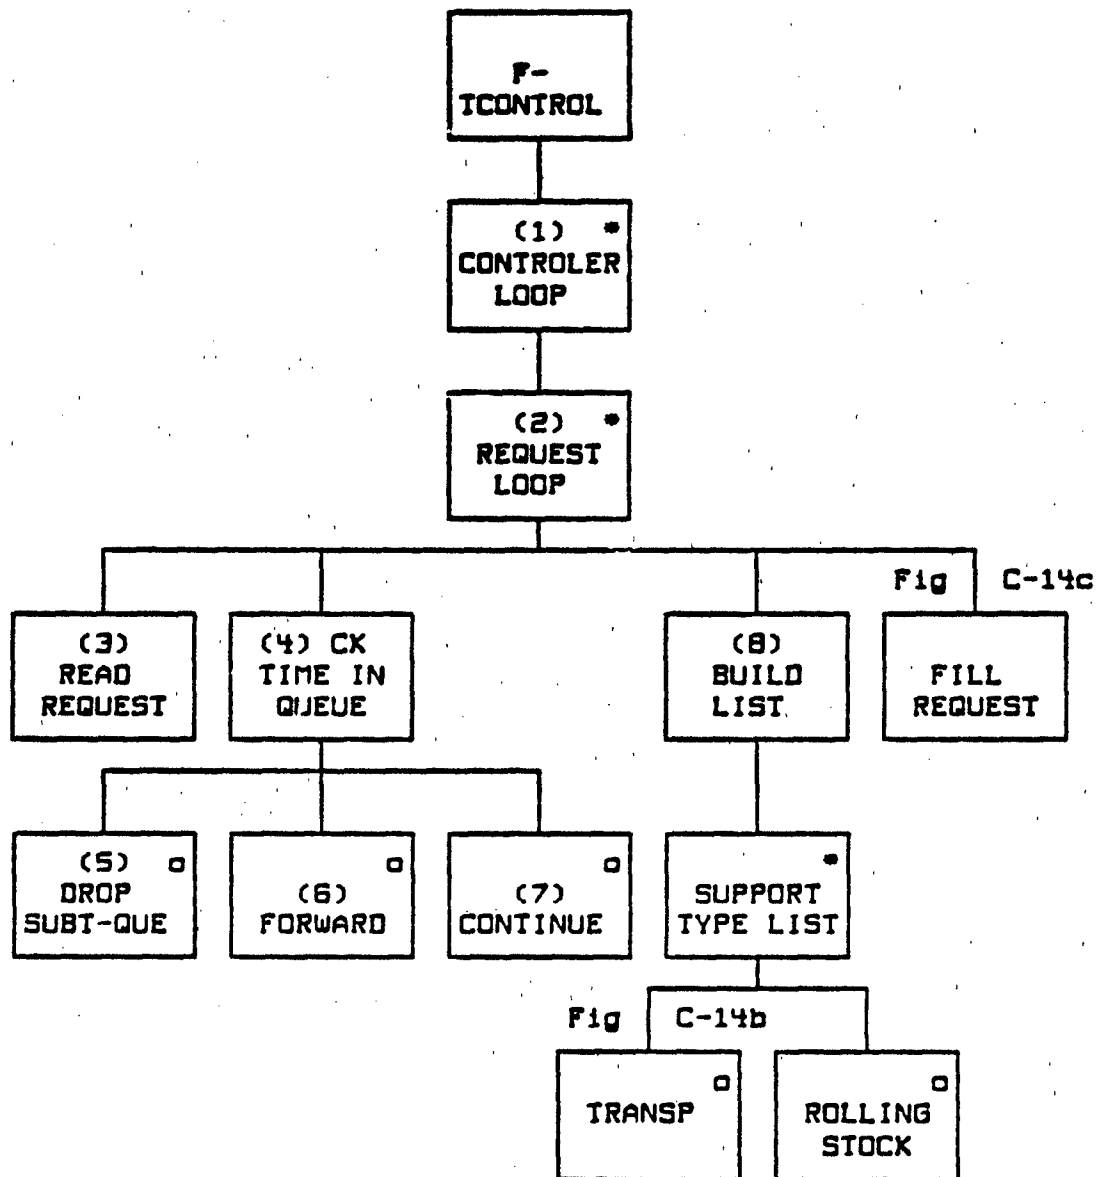 F-
TCONTROL
(1) *
CONTROLER
LOOP
(2) *
REQUEST
LOOP
Fig C-14c
(3)
READ
REQUEST
(4) CK
TIME IN
QUEUE
(8)
BUILD
LIST
FILL
REQUEST
(5) o
DROP
SUBT-QUE
o
(6)
FORWARD
o
(7)
CONTINUE
*
SUPPORT
TYPE LIST
Fig C-14b
o
TRANSP
o
ROLLING
STOCK